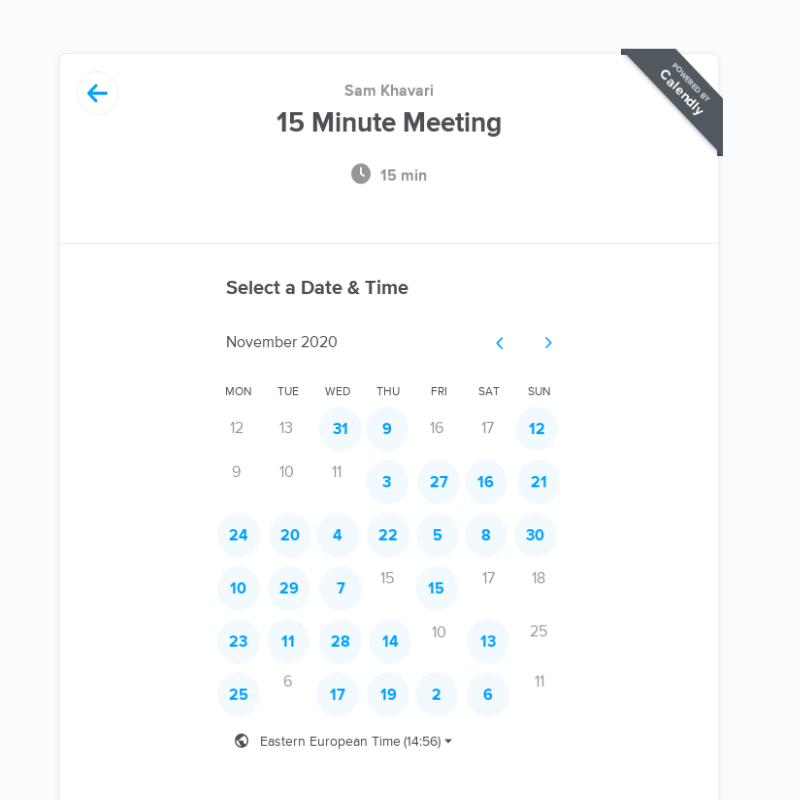 POWERED BY
Calendly
Sam Khavari
15 Minute Meeting
15 min
Select a Date & Time
November 2020
MON TUE WED THU FRI SAT SUN
12 13 31 9 16 17 12
9 10 11 3 27 16 21
24 20 4 22 5 8 30
10 29 7 15 15 17 18
23 11 28 14 10 13 25
25 6 17 19 2 6 11
Eastern European Time (14:56)